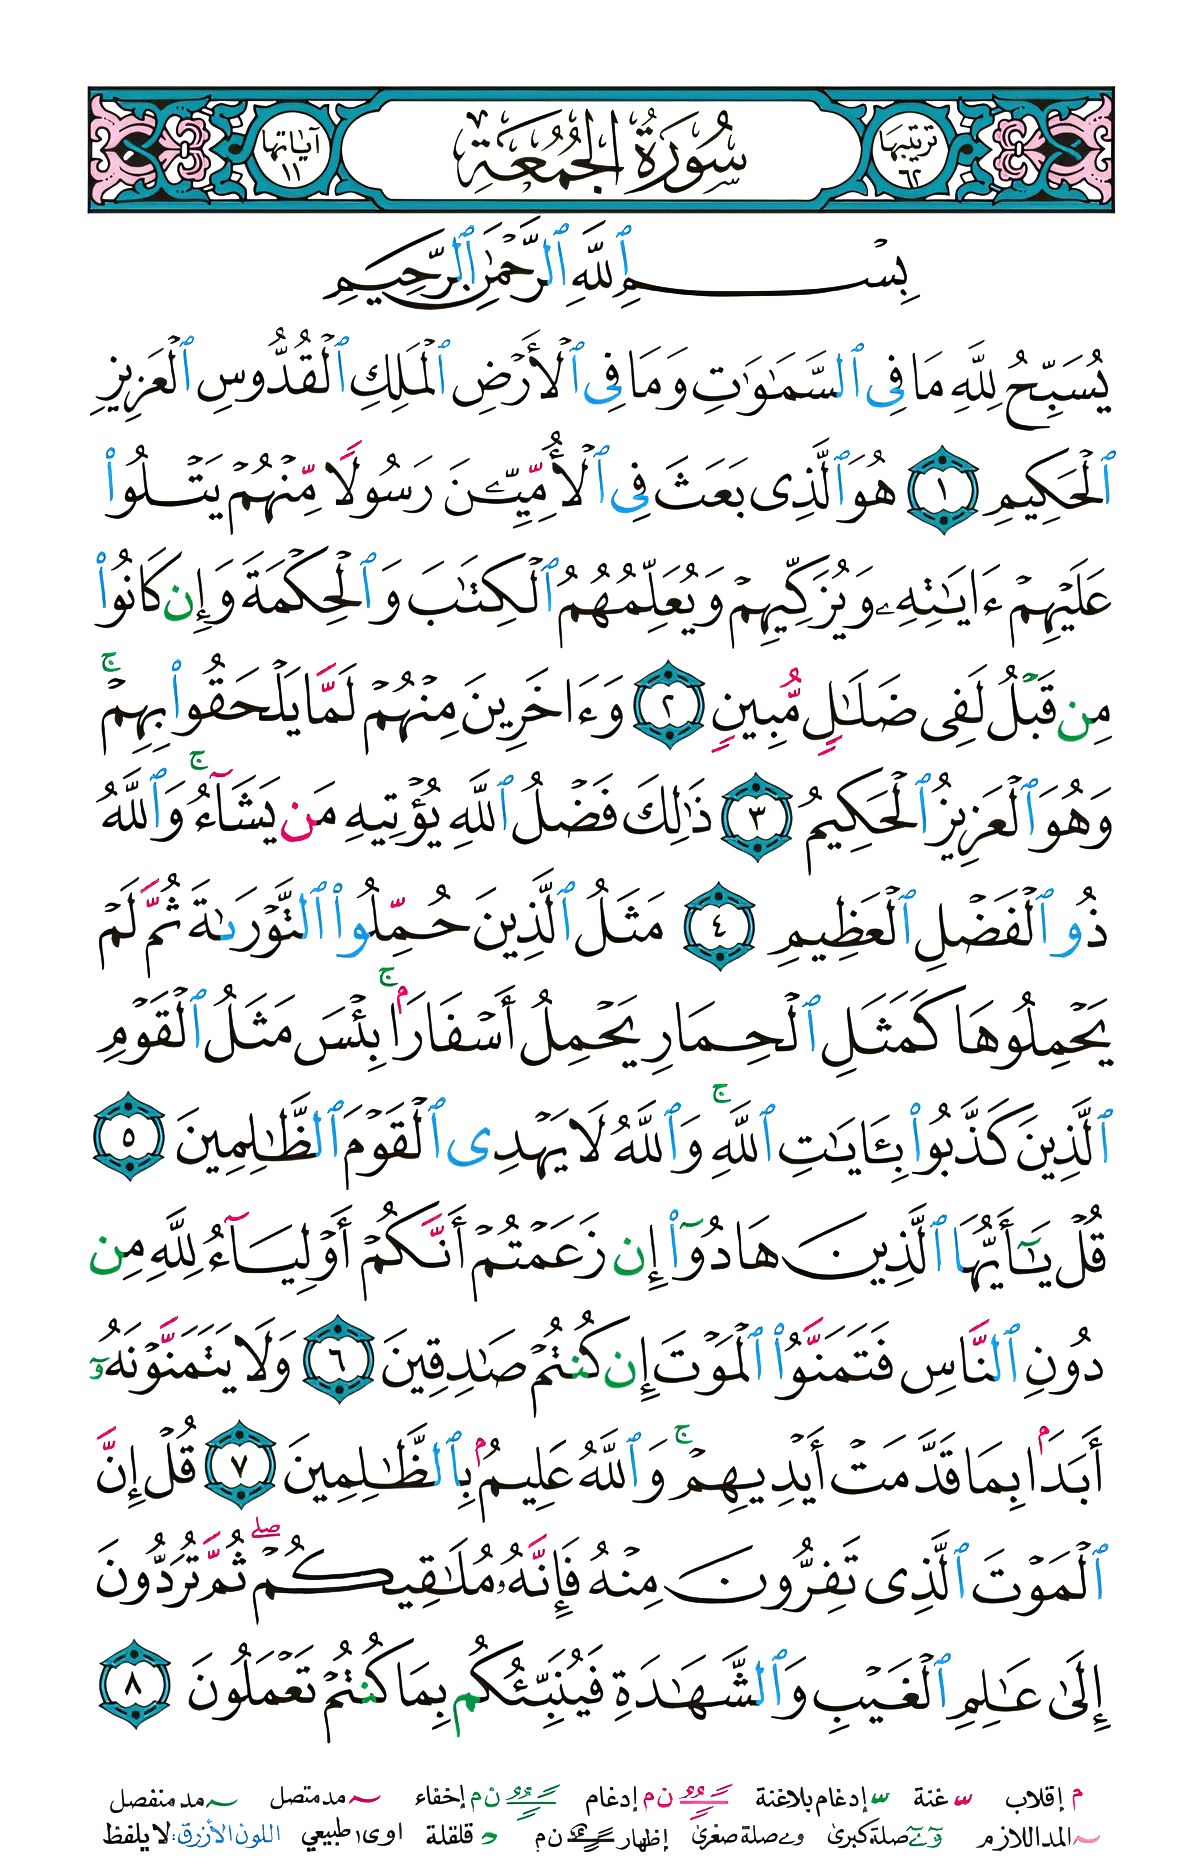 ترتيبها ٦٢ سُورَةُ الجُمُعَةِ آياتها ١١
بِسْمِ ٱللَّهِ ٱلرَّحْمَٰنِ ٱلرَّحِيمِ
يُسَبِّحُ لِلَّهِ مَا فِى ٱلسَّمَٰوَٰتِ وَمَا فِى ٱلْأَرْضِ ٱلْمَلِكِ ٱلْقُدُّوسِ ٱلْعَزِيزِ
ٱلْحَكِيمِ ١ هُوَ ٱلَّذِى بَعَثَ فِى ٱلْأُمِّيِّۦنَ رَسُولًا مِّنْهُمْ يَتْلُوا۟
عَلَيْهِمْ ءَايَٰتِهِۦ وَيُزَكِّيهِمْ وَيُعَلِّمُهُمُ ٱلْكِتَٰبَ وَٱلْحِكْمَةَ وَإِن كَانُوا۟
مِن قَبْلُ لَفِى ضَلَٰلٍ مُّبِينٍ ٢ وَءَاخَرِينَ مِنْهُمْ لَمَّا يَلْحَقُوا۟ بِهِمْ ۚ
وَهُوَ ٱلْعَزِيزُ ٱلْحَكِيمُ ٣ ذَٰلِكَ فَضْلُ ٱللَّهِ يُؤْتِيهِ مَن يَشَآءُ ۚ وَٱللَّهُ
ذُو ٱلْفَضْلِ ٱلْعَظِيمِ ٤ مَثَلُ ٱلَّذِينَ حُمِّلُوا۟ ٱلتَّوْرَىٰةَ ثُمَّ لَمْ
يَحْمِلُوهَا كَمَثَلِ ٱلْحِمَارِ يَحْمِلُ أَسْفَارًۢا ۚ بِئْسَ مَثَلُ ٱلْقَوْمِ
ٱلَّذِينَ كَذَّبُوا۟ بِـَٔايَٰتِ ٱللَّهِ ۚ وَٱللَّهُ لَا يَهْدِى ٱلْقَوْمَ ٱلظَّٰلِمِينَ ٥
قُلْ يَٰٓأَيُّهَا ٱلَّذِينَ هَادُوٓا۟ إِن زَعَمْتُمْ أَنَّكُمْ أَوْلِيَآءُ لِلَّهِ مِن
دُونِ ٱلنَّاسِ فَتَمَنَّوُا۟ ٱلْمَوْتَ إِن كُنتُمْ صَٰدِقِينَ ٦ وَلَا يَتَمَنَّوْنَهُۥٓ
أَبَدًۢا بِمَا قَدَّمَتْ أَيْدِيهِمْ ۚ وَٱللَّهُ عَلِيمٌۢ بِٱلظَّٰلِمِينَ ٧ قُلْ إِنَّ
ٱلْمَوْتَ ٱلَّذِى تَفِرُّونَ مِنْهُ فَإِنَّهُۥ مُلَٰقِيكُمْ ۖ ثُمَّ تُرَدُّونَ
إِلَىٰ عَٰلِمِ ٱلْغَيْبِ وَٱلشَّهَٰدَةِ فَيُنَبِّئُكُم بِمَا كُنتُمْ تَعْمَلُونَ ٨
م إقلاب غنة إدغام بلاغنة ن م إدغام ن م إخفاء مد متصل مد منفصل
المد اللازم صلة كبرىٰ صلة صغرىٰ إظهار ن م قلقلة اوى طبيعي اللون الأزرق: لا يلفظ